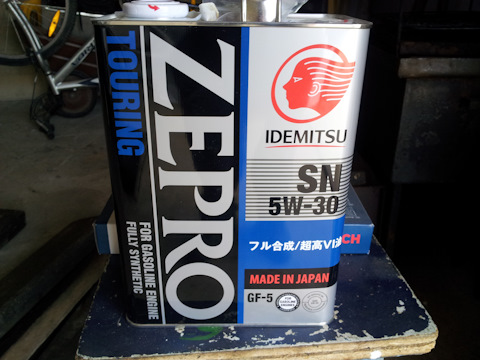 TOURING
ZEPRO
FOR GASOLINE ENGINE
FULLY SYNTHETIC
IDEMITSU
SN
5W-30
フル合成/超高VI
MADE IN JAPAN
GF-5